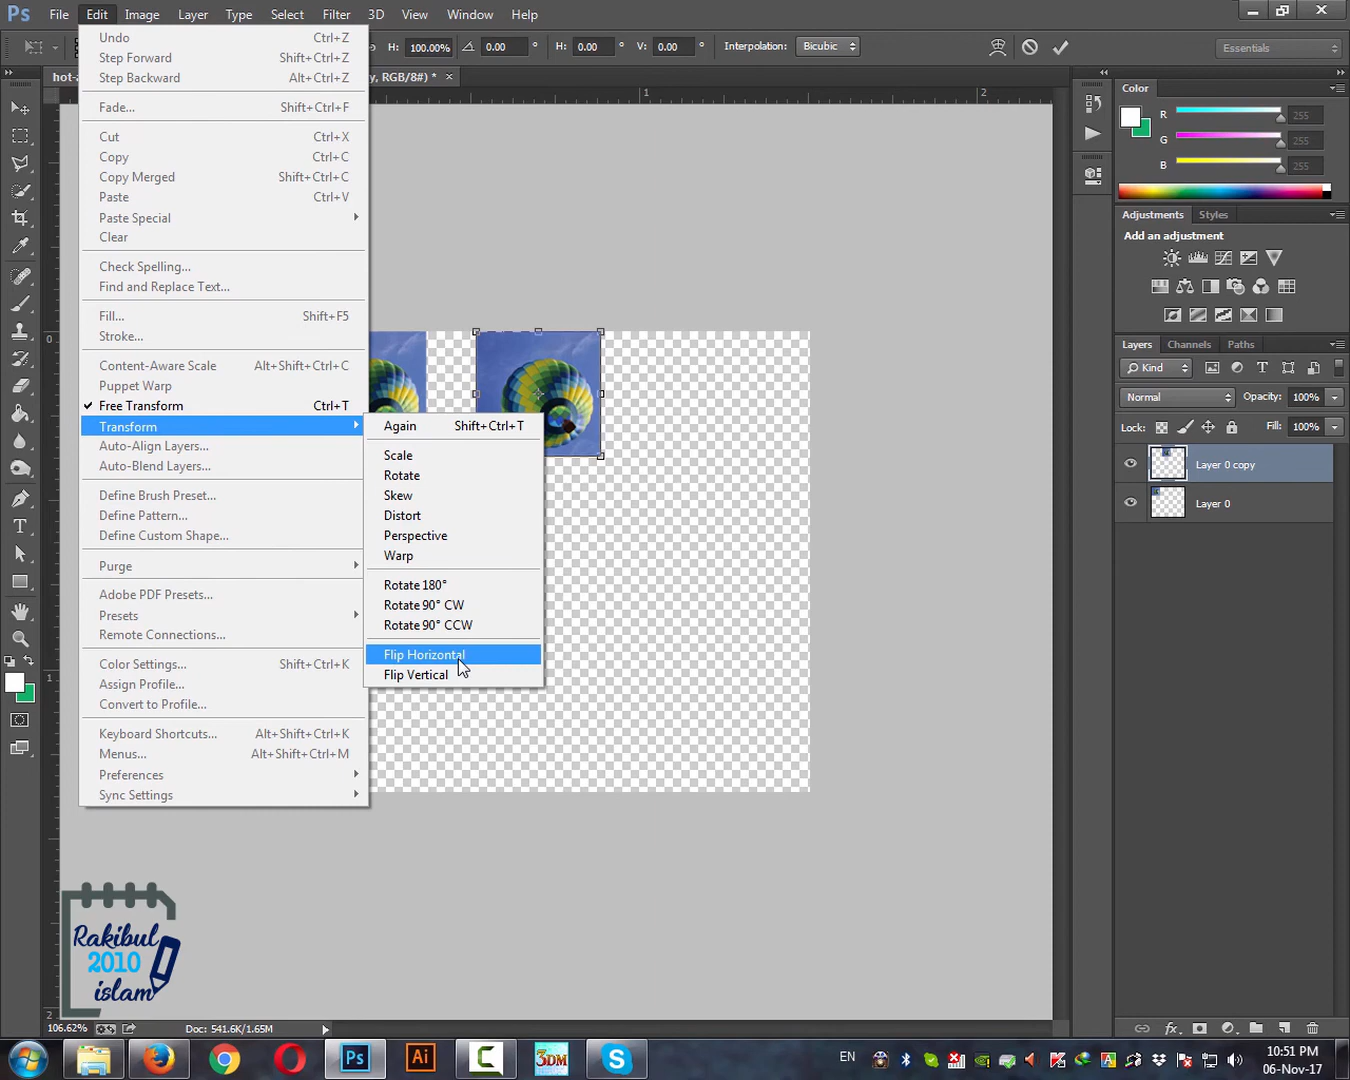 Ps File Edit Image Layer Type Select Filter 3D View Window Help
H: 100.00% 0.00 ° H: 0.00 ° V: 0.00 ° Interpolation: Bicubic Essentials
y, RGB/8#) * ×
Undo Ctrl+Z
Step Forward Shift+Ctrl+Z
Step Backward Alt+Ctrl+Z
Fade... Shift+Ctrl+F
Cut Ctrl+X
Copy Ctrl+C
Copy Merged Shift+Ctrl+C
Paste Ctrl+V
Paste Special
Clear
Check Spelling...
Find and Replace Text...
Fill... Shift+F5
Stroke...
Content-Aware Scale Alt+Shift+Ctrl+C
Puppet Warp
Free Transform Ctrl+T
Transform
Auto-Align Layers...
Auto-Blend Layers...
Define Brush Preset...
Define Pattern...
Define Custom Shape...
Purge
Adobe PDF Presets...
Presets
Remote Connections...
Color Settings... Shift+Ctrl+K
Assign Profile...
Convert to Profile...
Keyboard Shortcuts... Alt+Shift+Ctrl+K
Menus... Alt+Shift+Ctrl+M
Preferences
Sync Settings
Again Shift+Ctrl+T
Scale
Rotate
Skew
Distort
Perspective
Warp
Rotate 180°
Rotate 90° CW
Rotate 90° CCW
Flip Horizontal
Flip Vertical
1 2
0
1
2
Color
R 255
G 255
B 255
Adjustments Styles
Add an adjustment
Layers Channels Paths
Kind
Normal Opacity: 100%
Lock: Fill: 100%
Layer 0 copy
Layer 0
Rakibul
2010
islam
106.62% Doc: 541.6K/1.65M
Ps Ai 3DM EN 10:51 PM
06-Nov-17